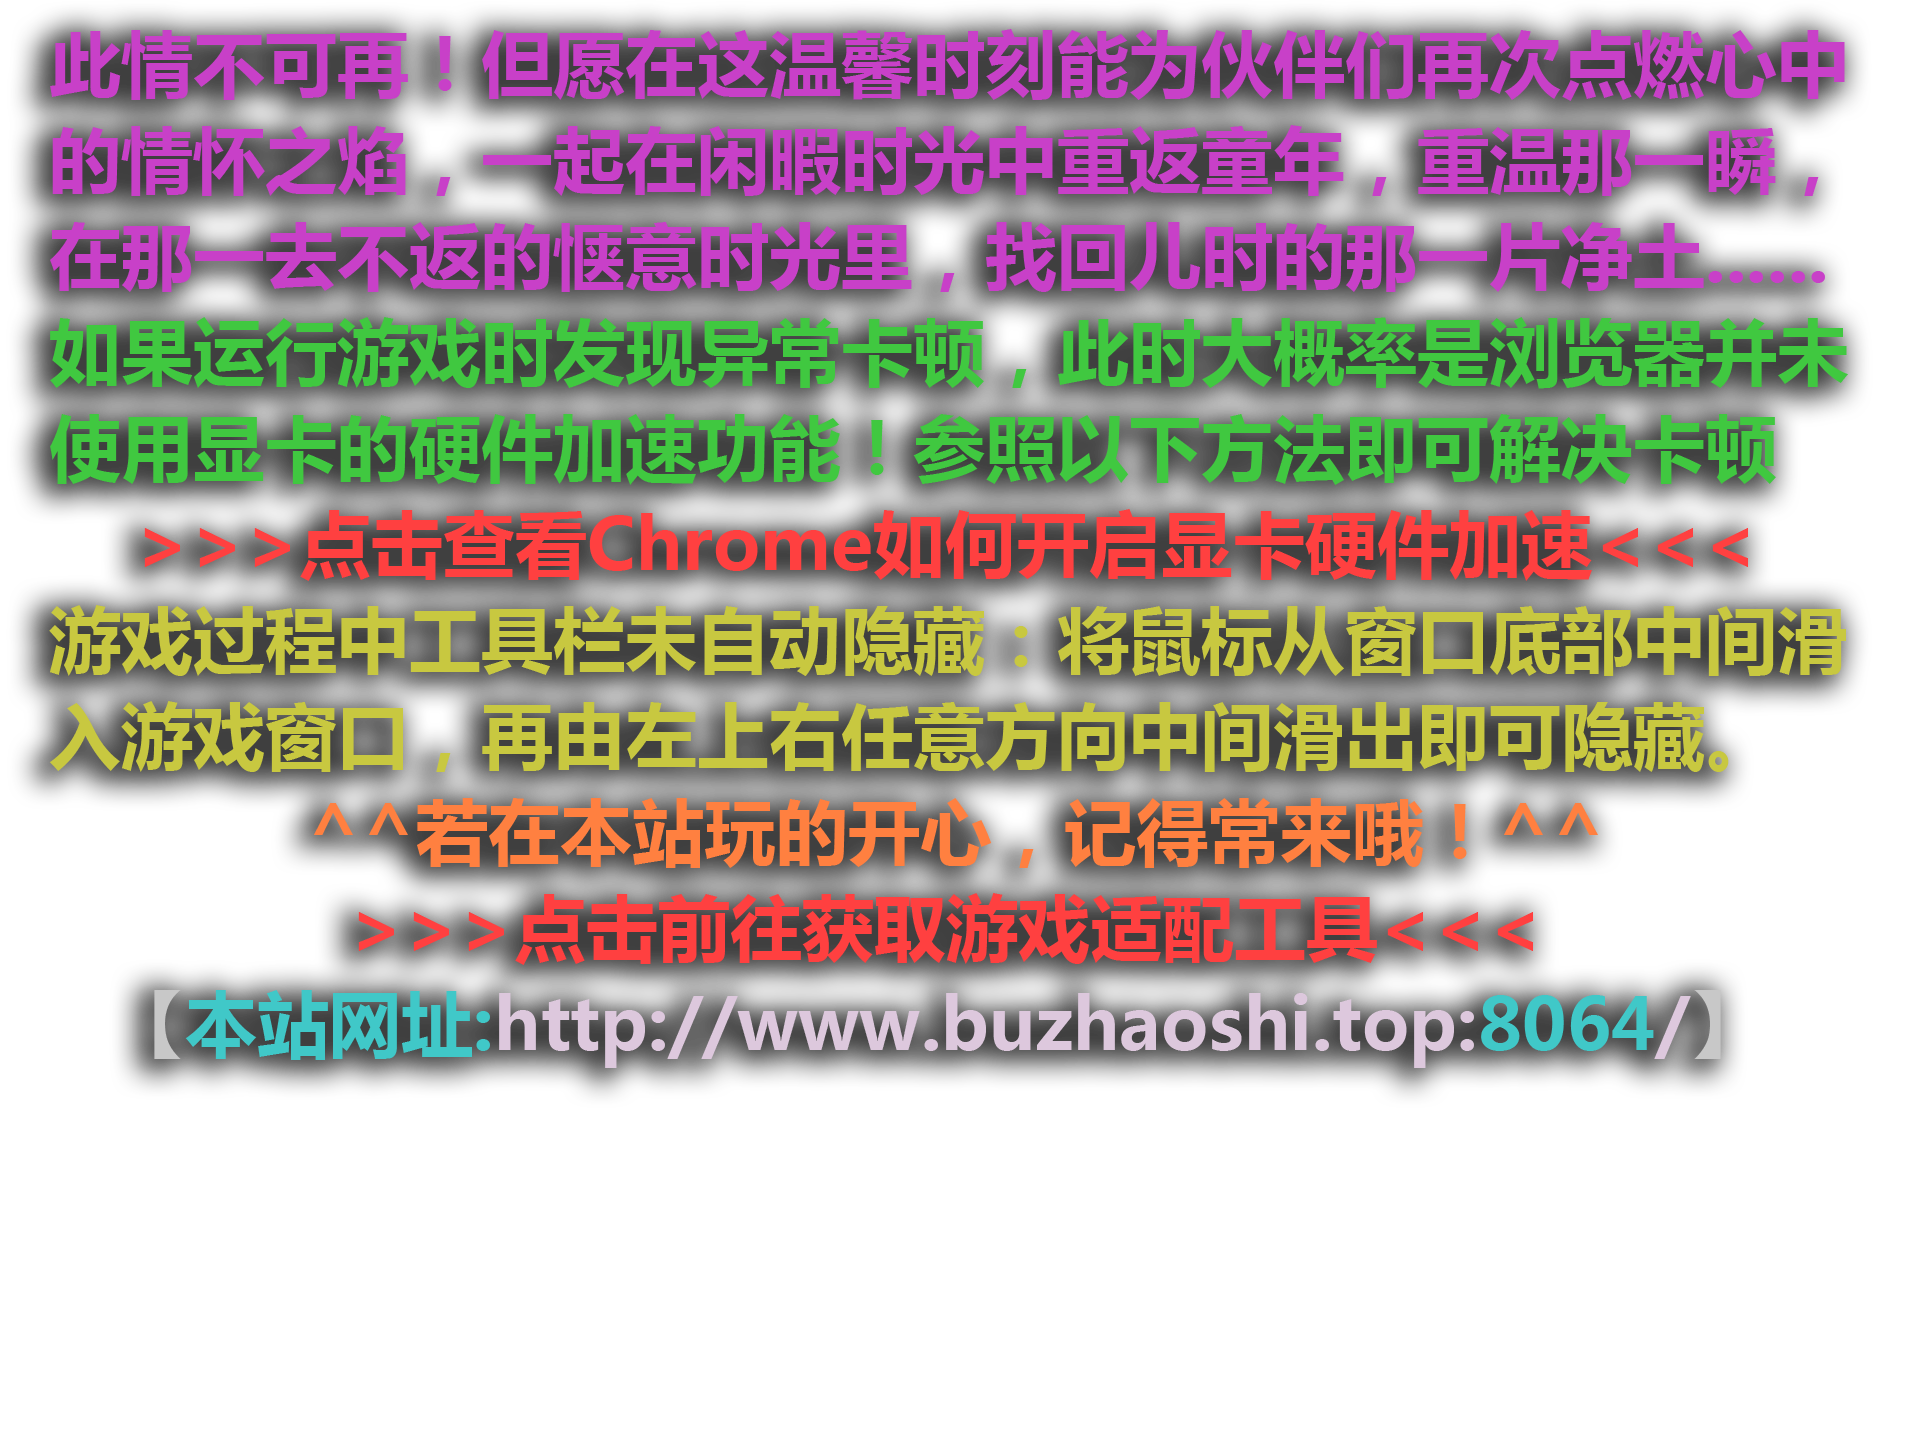 此情不可再！但愿在这温馨时刻能为伙伴们再次点燃心中
的情怀之焰，一起在闲暇时光中重返童年，重温那一瞬，
在那一去不返的惬意时光里，找回儿时的那一片净土……
如果运行游戏时发现异常卡顿，此时大概率是浏览器并未
使用显卡的硬件加速功能！参照以下方法即可解决卡顿
>>>点击查看Chrome如何开启显卡硬件加速<<<
游戏过程中工具栏未自动隐藏：将鼠标从窗口底部中间滑
入游戏窗口，再由左上右任意方向中间滑出即可隐藏。
^^若在本站玩的开心，记得常来哦！^^
>>>点击前往获取游戏适配工具<<<
【本站网址:http://www.buzhaoshi.top:8064/】